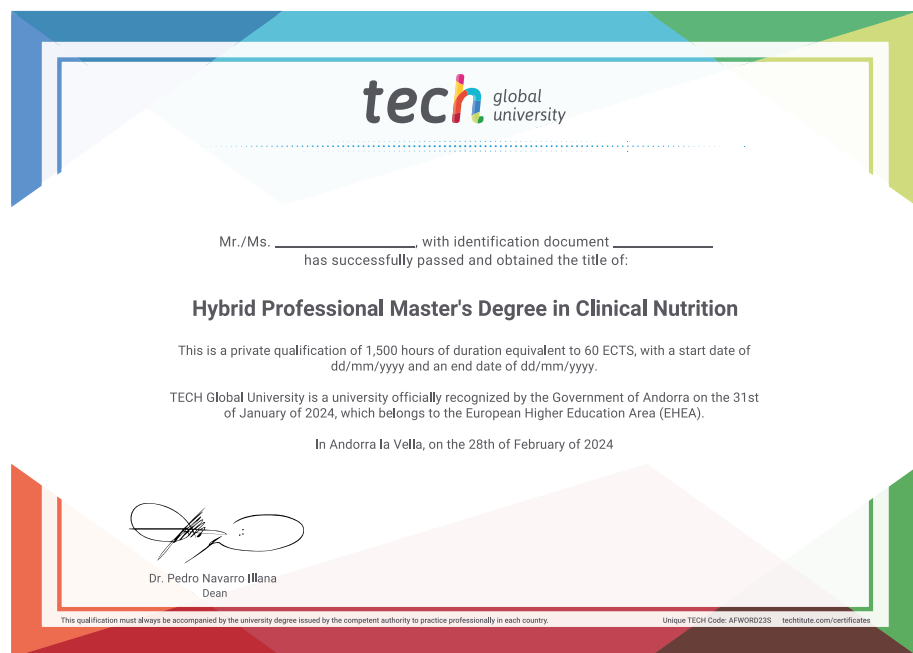 tech global university
Mr./Ms. ______________, with identification document __________
has successfully passed and obtained the title of:
Hybrid Professional Master's Degree in Clinical Nutrition
This is a private qualification of 1,500 hours of duration equivalent to 60 ECTS, with a start date of
dd/mm/yyyy and an end date of dd/mm/yyyy.
TECH Global University is a university officially recognized by the Government of Andorra on the 31st
of January of 2024, which belongs to the European Higher Education Area (EHEA).
In Andorra la Vella, on the 28th of February of 2024
Dr. Pedro Navarro Illana
Dean
This qualification must always be accompanied by the university degree issued by the competent authority to practice professionally in each country.
Unique TECH Code: AFWORD23S techtitute.com/certificates